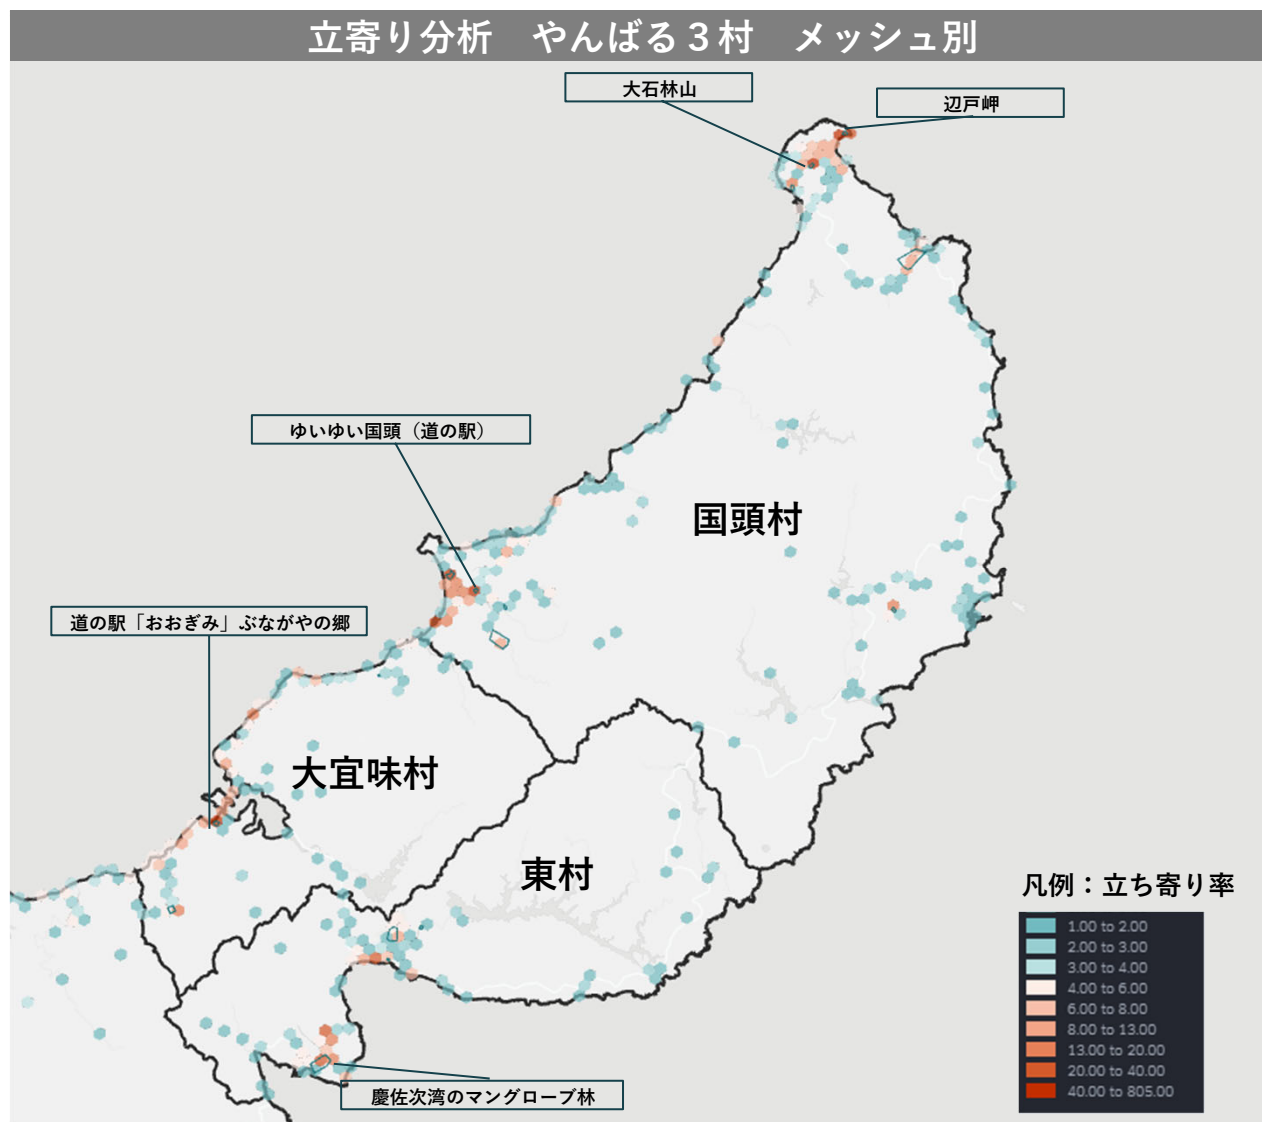 立寄り分析　やんばる３村　メッシュ別
大石林山
辺戸岬
ゆいゆい国頭（道の駅）
国頭村
道の駅「おおぎみ」ぶながやの郷
大宜味村
東村
凡例：立ち寄り率
1.00 to 2.00
2.00 to 3.00
3.00 to 4.00
4.00 to 6.00
6.00 to 8.00
8.00 to 13.00
13.00 to 20.00
20.00 to 40.00
40.00 to 805.00
慶佐次湾のマングローブ林